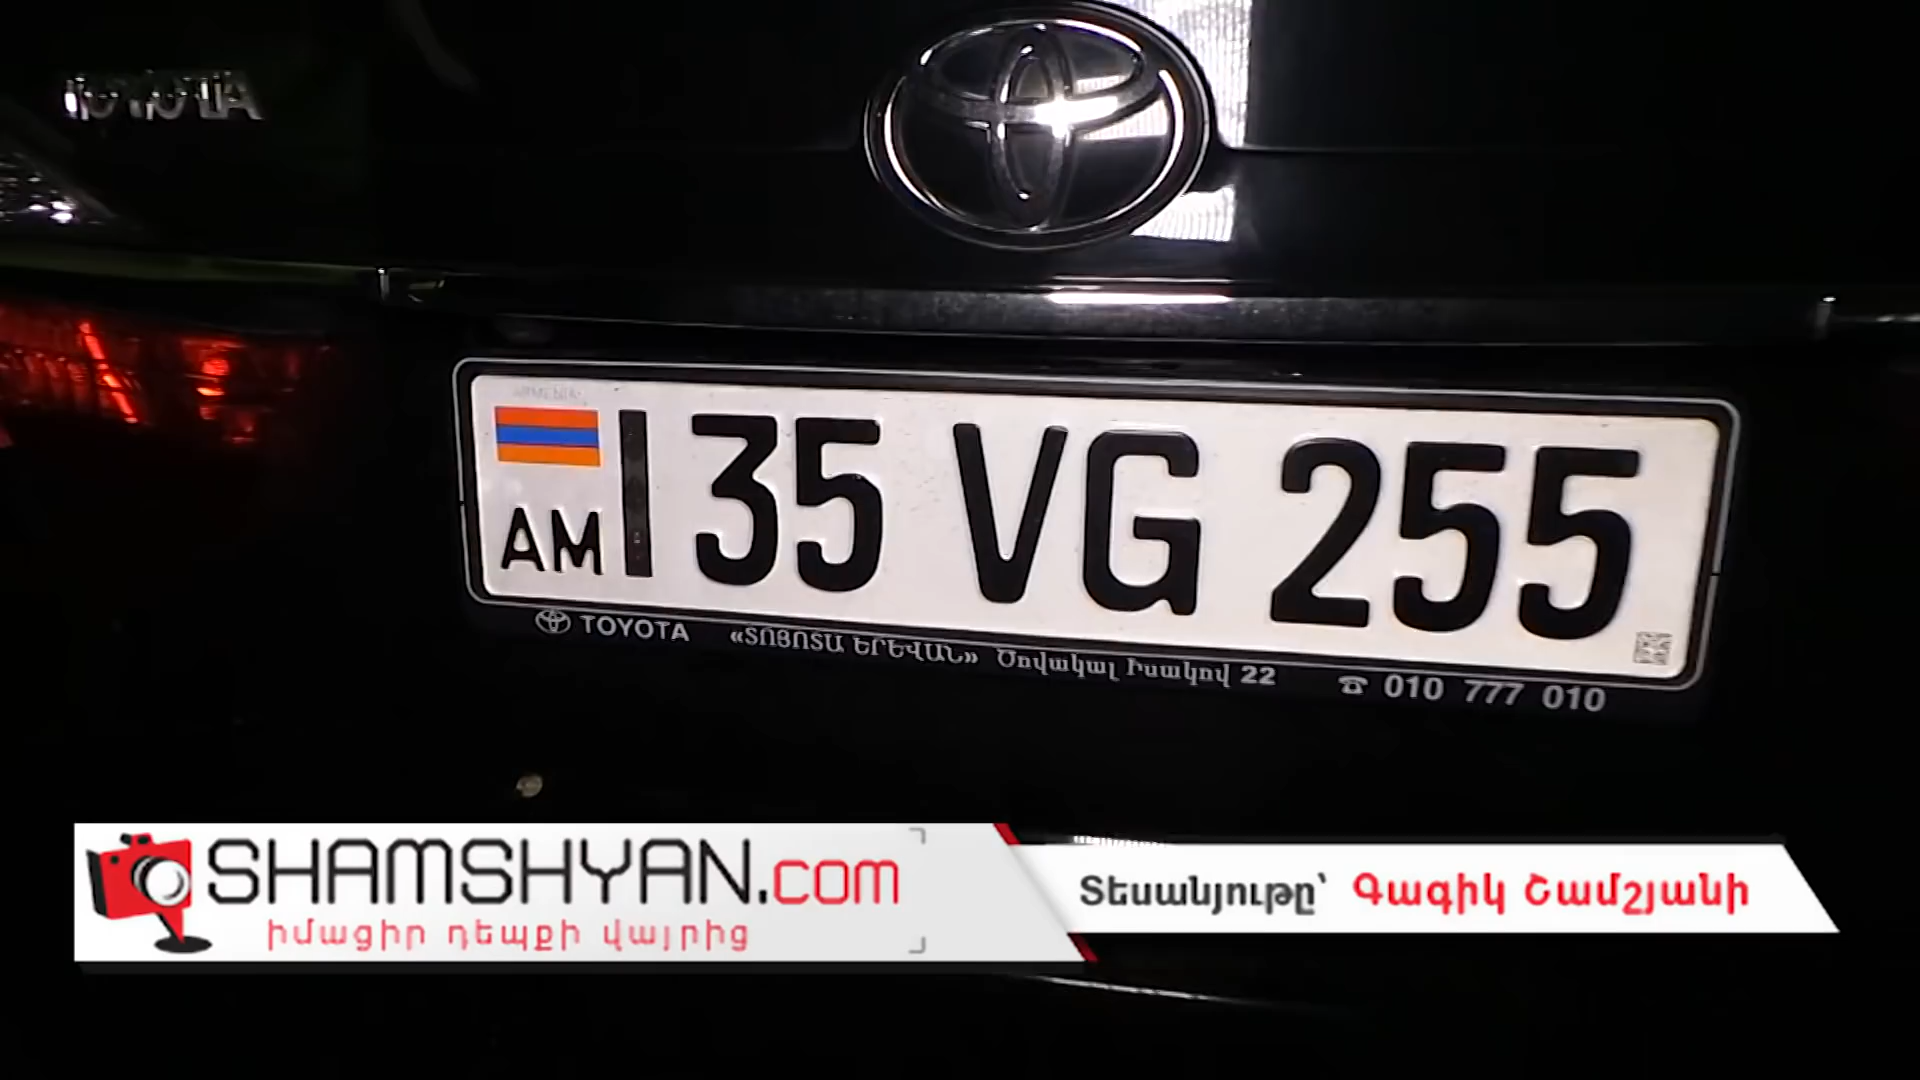 TOYOTA
ARMENIA
AM 35 VG 255
TOYOTA «ՏՈՅՈՏԱ ԵՐԵՎԱՆ» Ծովակալ Իսակով 22 ☎ 010 777 010
SHAMSHYAN.com
իմացիր դեպքի վայրից
Տեսանյութը՝ Գագիկ Շամշյանի